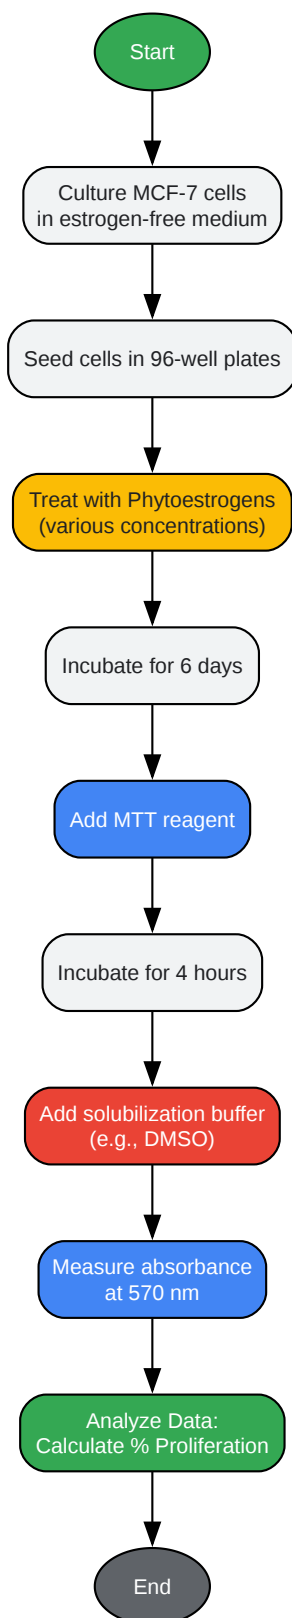 Start
Culture MCF-7 cells
in estrogen-free medium
Seed cells in 96-well plates
Treat with Phytoestrogens
(various concentrations)
Incubate for 6 days
Add MTT reagent
Incubate for 4 hours
Add solubilization buffer
(e.g., DMSO)
Measure absorbance
at 570 nm
Analyze Data:
Calculate % Proliferation
End